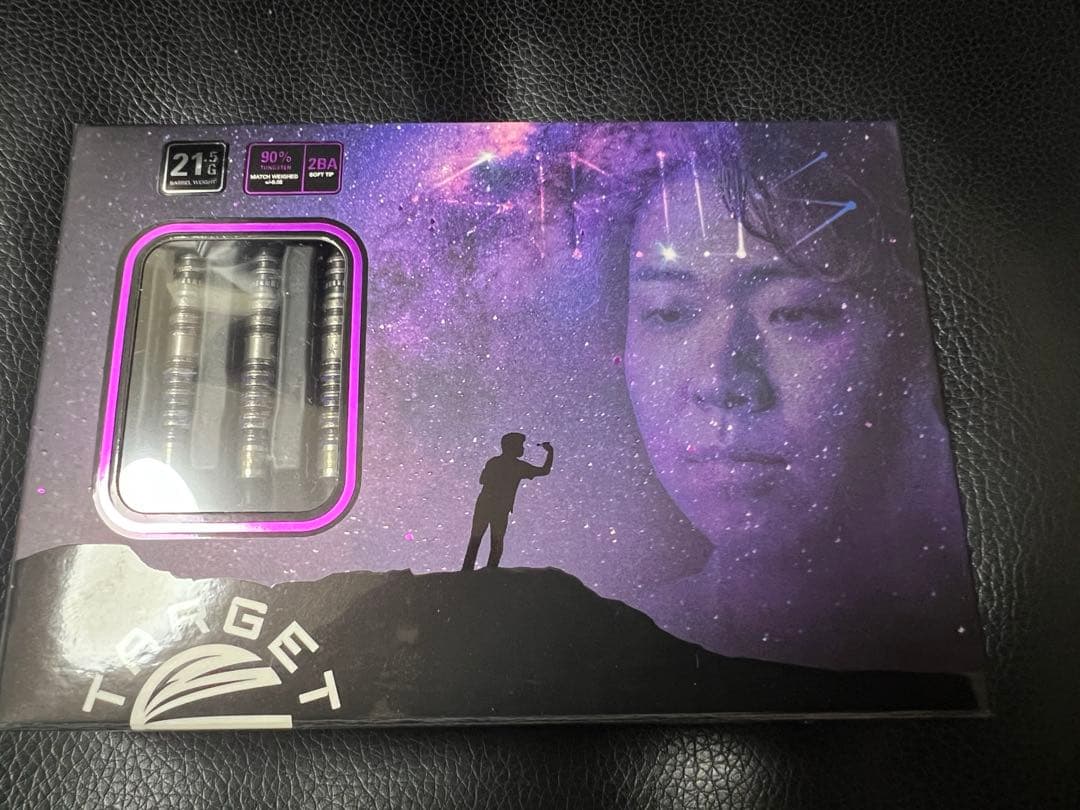 21.5G
BARREL WEIGHT
90%
TUNGSTEN
MATCH WEIGHED
2BA
SOFT TIP
TARGET